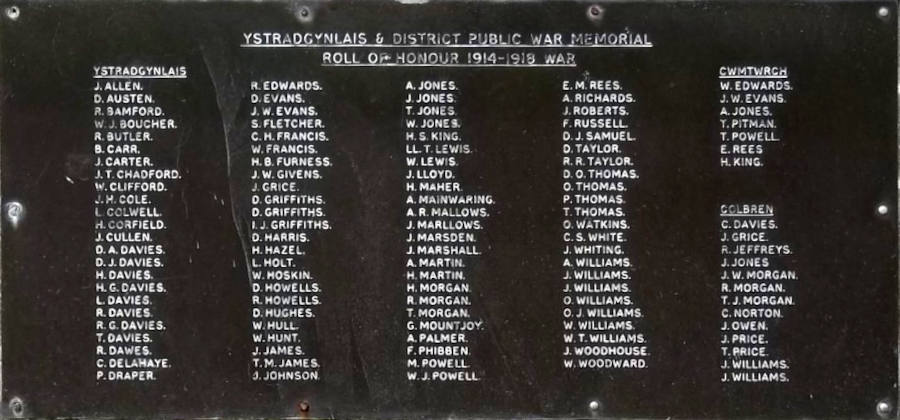 YSTRADGYNLAIS & DISTRICT PUBLIC WAR MEMORIAL
ROLL OF HONOUR 1914-1918 WAR
YSTRADGYNLAIS
J. ALLEN.
D. AUSTEN.
R. BAMFORD.
W. J. BOUCHER.
R. BUTLER.
B. CARR.
J. CARTER.
J. T. CHADFORD.
W. CLIFFORD.
J. H. COLE.
L. COLWELL.
H. CORFIELD.
J. CULLEN.
D. A. DAVIES.
D. J. DAVIES.
H. DAVIES.
H. G. DAVIES.
L. DAVIES.
R. DAVIES.
R. G. DAVIES.
T. DAVIES.
R. DAWES.
C. DELAHAYE.
P. DRAPER.
R. EDWARDS.
D. EVANS.
J. W. EVANS.
S. FLETCHER.
C. H. FRANCIS.
W. FRANCIS.
H. B. FURNESS.
J. W. GIVENS.
J. GRICE.
D. GRIFFITHS.
D. GRIFFITHS.
I. J. GRIFFITHS.
D. HARRIS.
H. HAZEL.
L. HOLT.
W. HOSKIN.
D. HOWELLS.
R. HOWELLS.
D. HUGHES.
W. HULL.
W. HUNT.
J. JAMES.
T. M. JAMES.
J. JOHNSON.
A. JONES.
J. JONES.
T. JONES.
W. JONES.
H. S. KING.
LL. T. LEWIS.
W. LEWIS.
J. LLOYD.
H. MAHER.
A. MAINWARING.
A. R. MALLOWS.
J. MARLLOWS.
J. MARSDEN.
J. MARSHALL.
A. MARTIN.
H. MARTIN.
H. MORGAN.
R. MORGAN.
T. MORGAN.
G. MOUNTJOY.
A. PALMER.
F. PHIBBEN.
M. POWELL.
W. J. POWELL.
E. M. REES.
A. RICHARDS.
J. ROBERTS.
F. RUSSELL.
D. J. SAMUEL.
D. TAYLOR.
R. R. TAYLOR.
D. O. THOMAS.
O. THOMAS.
P. THOMAS.
T. THOMAS.
O. WATKINS.
C. S. WHITE.
J. WHITING.
A. WILLIAMS.
J. WILLIAMS.
J. WILLIAMS.
O. WILLIAMS.
O. J. WILLIAMS.
W. WILLIAMS.
W. T. WILLIAMS.
J. WOODHOUSE.
W. WOODWARD.
CWMTWRCH
W. EDWARDS.
J. W. EVANS.
A. JONES.
T. PITMAN.
T. POWELL.
E. REES
H. KING.
COLBREN
C. DAVIES.
J. GRICE.
R. JEFFREYS.
J. JONES
J. W. MORGAN.
R. MORGAN.
T. J. MORGAN.
C. NORTON.
J. OWEN.
J. PRICE.
T. PRICE.
J. WILLIAMS.
J. WILLIAMS.